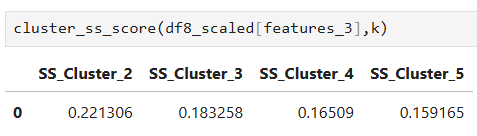 cluster_ss_score(df8_scaled[features_3],k)
SS_Cluster_2 SS_Cluster_3 SS_Cluster_4 SS_Cluster_5
0 0.221306 0.183258 0.16509 0.159165